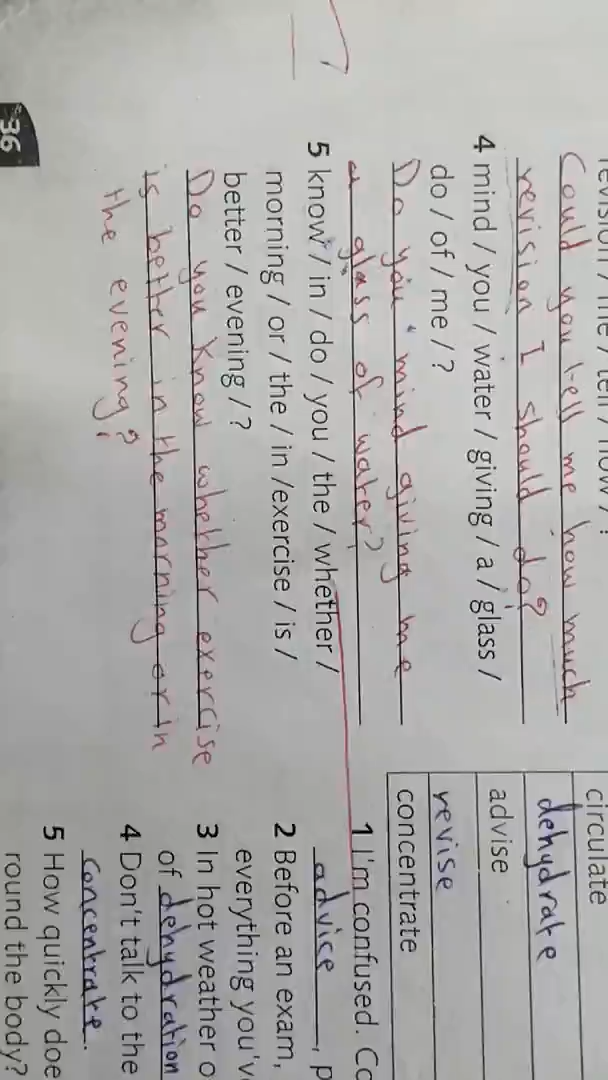 revision / me / tell / how / ?
Could you tell me how much
revision I should do?
4 mind / you / water / giving / a / glass /
do / of / me / ?
Do you mind giving me
a glass of water?
5 know / in / do / you / the / whether /
morning / or / the / in /exercise / is /
better / evening / ?
Do you know whether exercise
is better in the morning or in
the evening?
36
circulate
dehydrate
advise
revise
concentrate
1 I'm confused.
advice
2 Before an exam,
everything
3 In hot weather
of dehydration
4 Don't talk to the
concentrate.
5 How quickly
round the body?